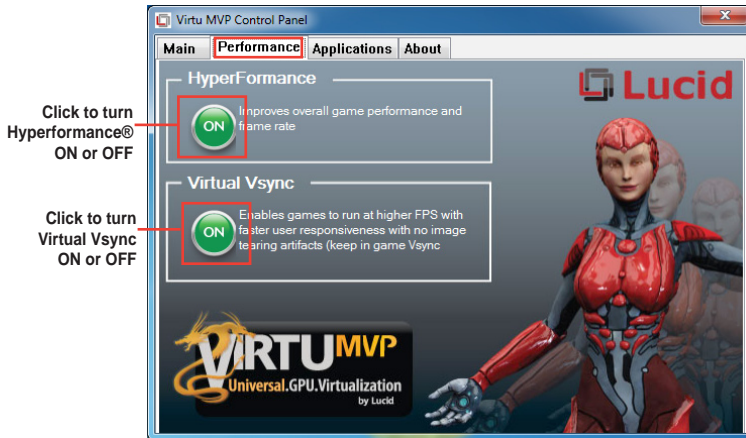 Virtu MVP Control Panel
Main Performance Applications About
HyperFormance
ON
Improves overall game performance and
frame rate
Lucid
Click to turn
Hyperformance®
ON or OFF
Virtual Vsync
ON
Enables games to run at higher FPS with
faster user responsiveness with no image
tearing artifacts (keep in game Vsync
Click to turn
Virtual Vsync
ON or OFF
VIRTU MVP
Universal.GPU.Virtualization
by Lucid